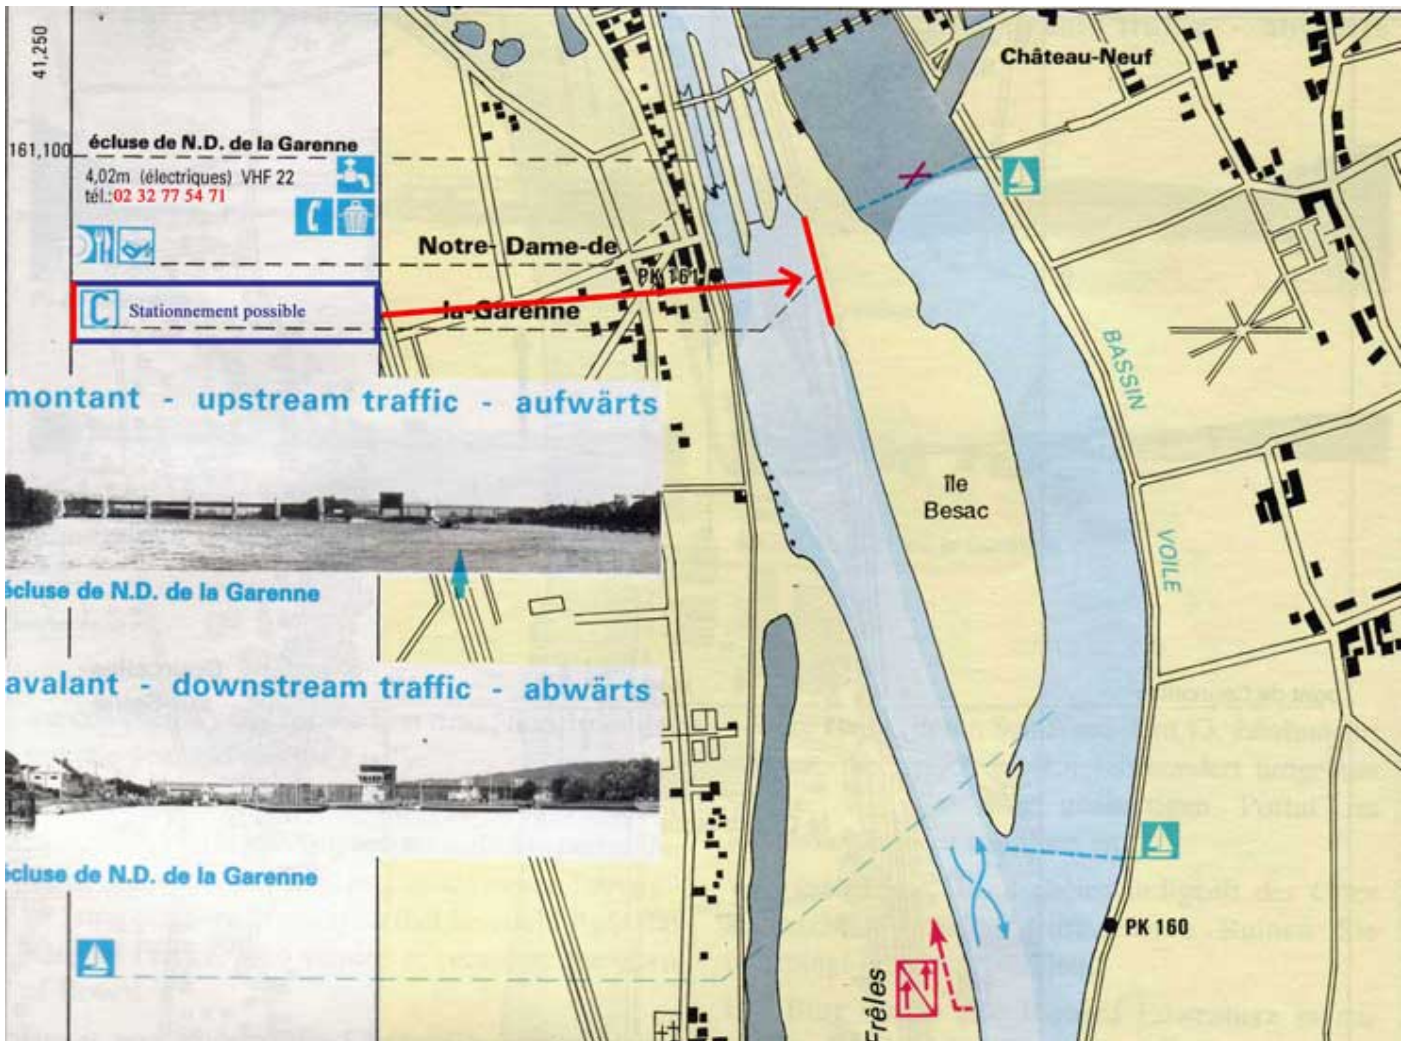 41,250
écluse de N.D. de la Garenne
161,100
4,02m (électriques) VHF 22
tél.: 02 32 77 54 71
C Stationnement possible
Château-Neuf
Notre-Dame-de
PK 161
la-Garenne
BASSIN
VOILE
île
Besac
montant - upstream traffic - aufwärts
écluse de N.D. de la Garenne
avalant - downstream traffic - abwärts
écluse de N.D. de la Garenne
PK 160
Frêles